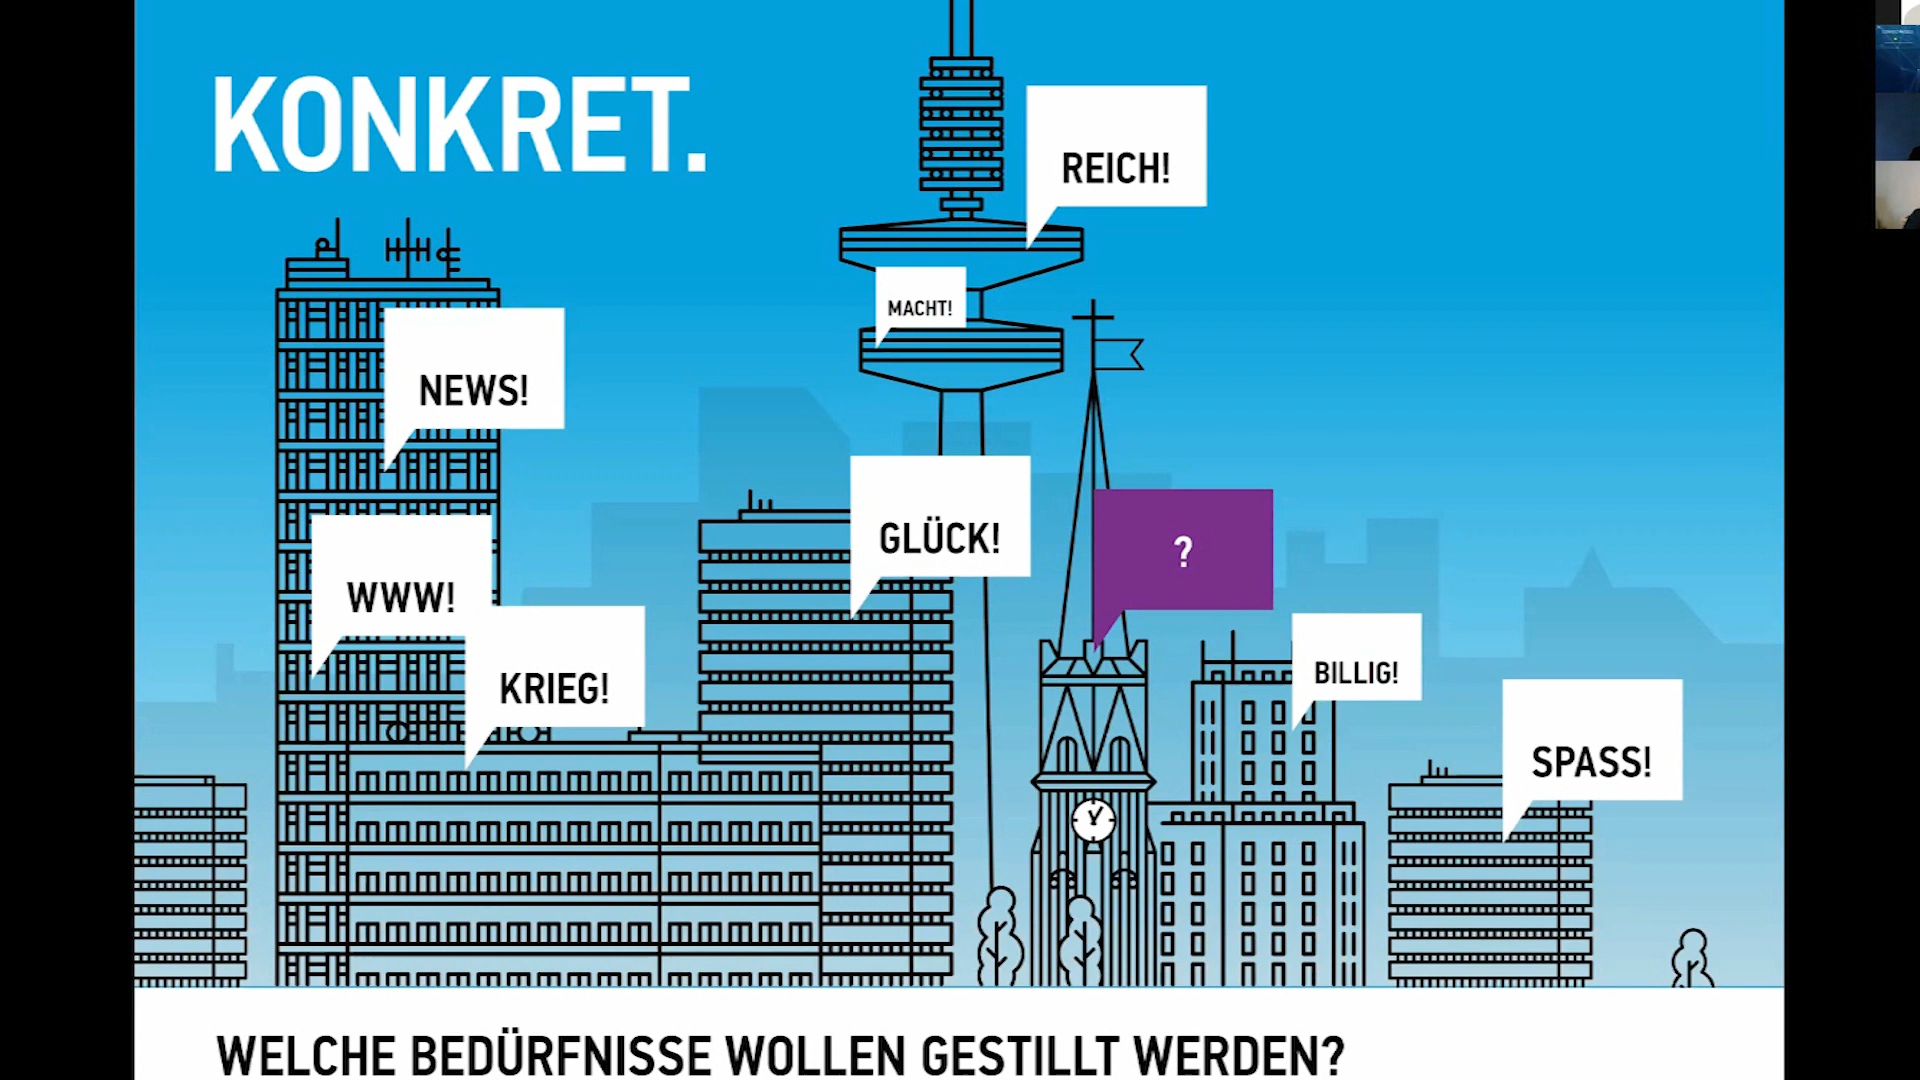 KONKRET.
REICH!
MACHT!
NEWS!
GLÜCK!
?
WWW!
KRIEG!
BILLIG!
SPASS!
WELCHE BEDÜRFNISSE WOLLEN GESTILLT WERDEN?